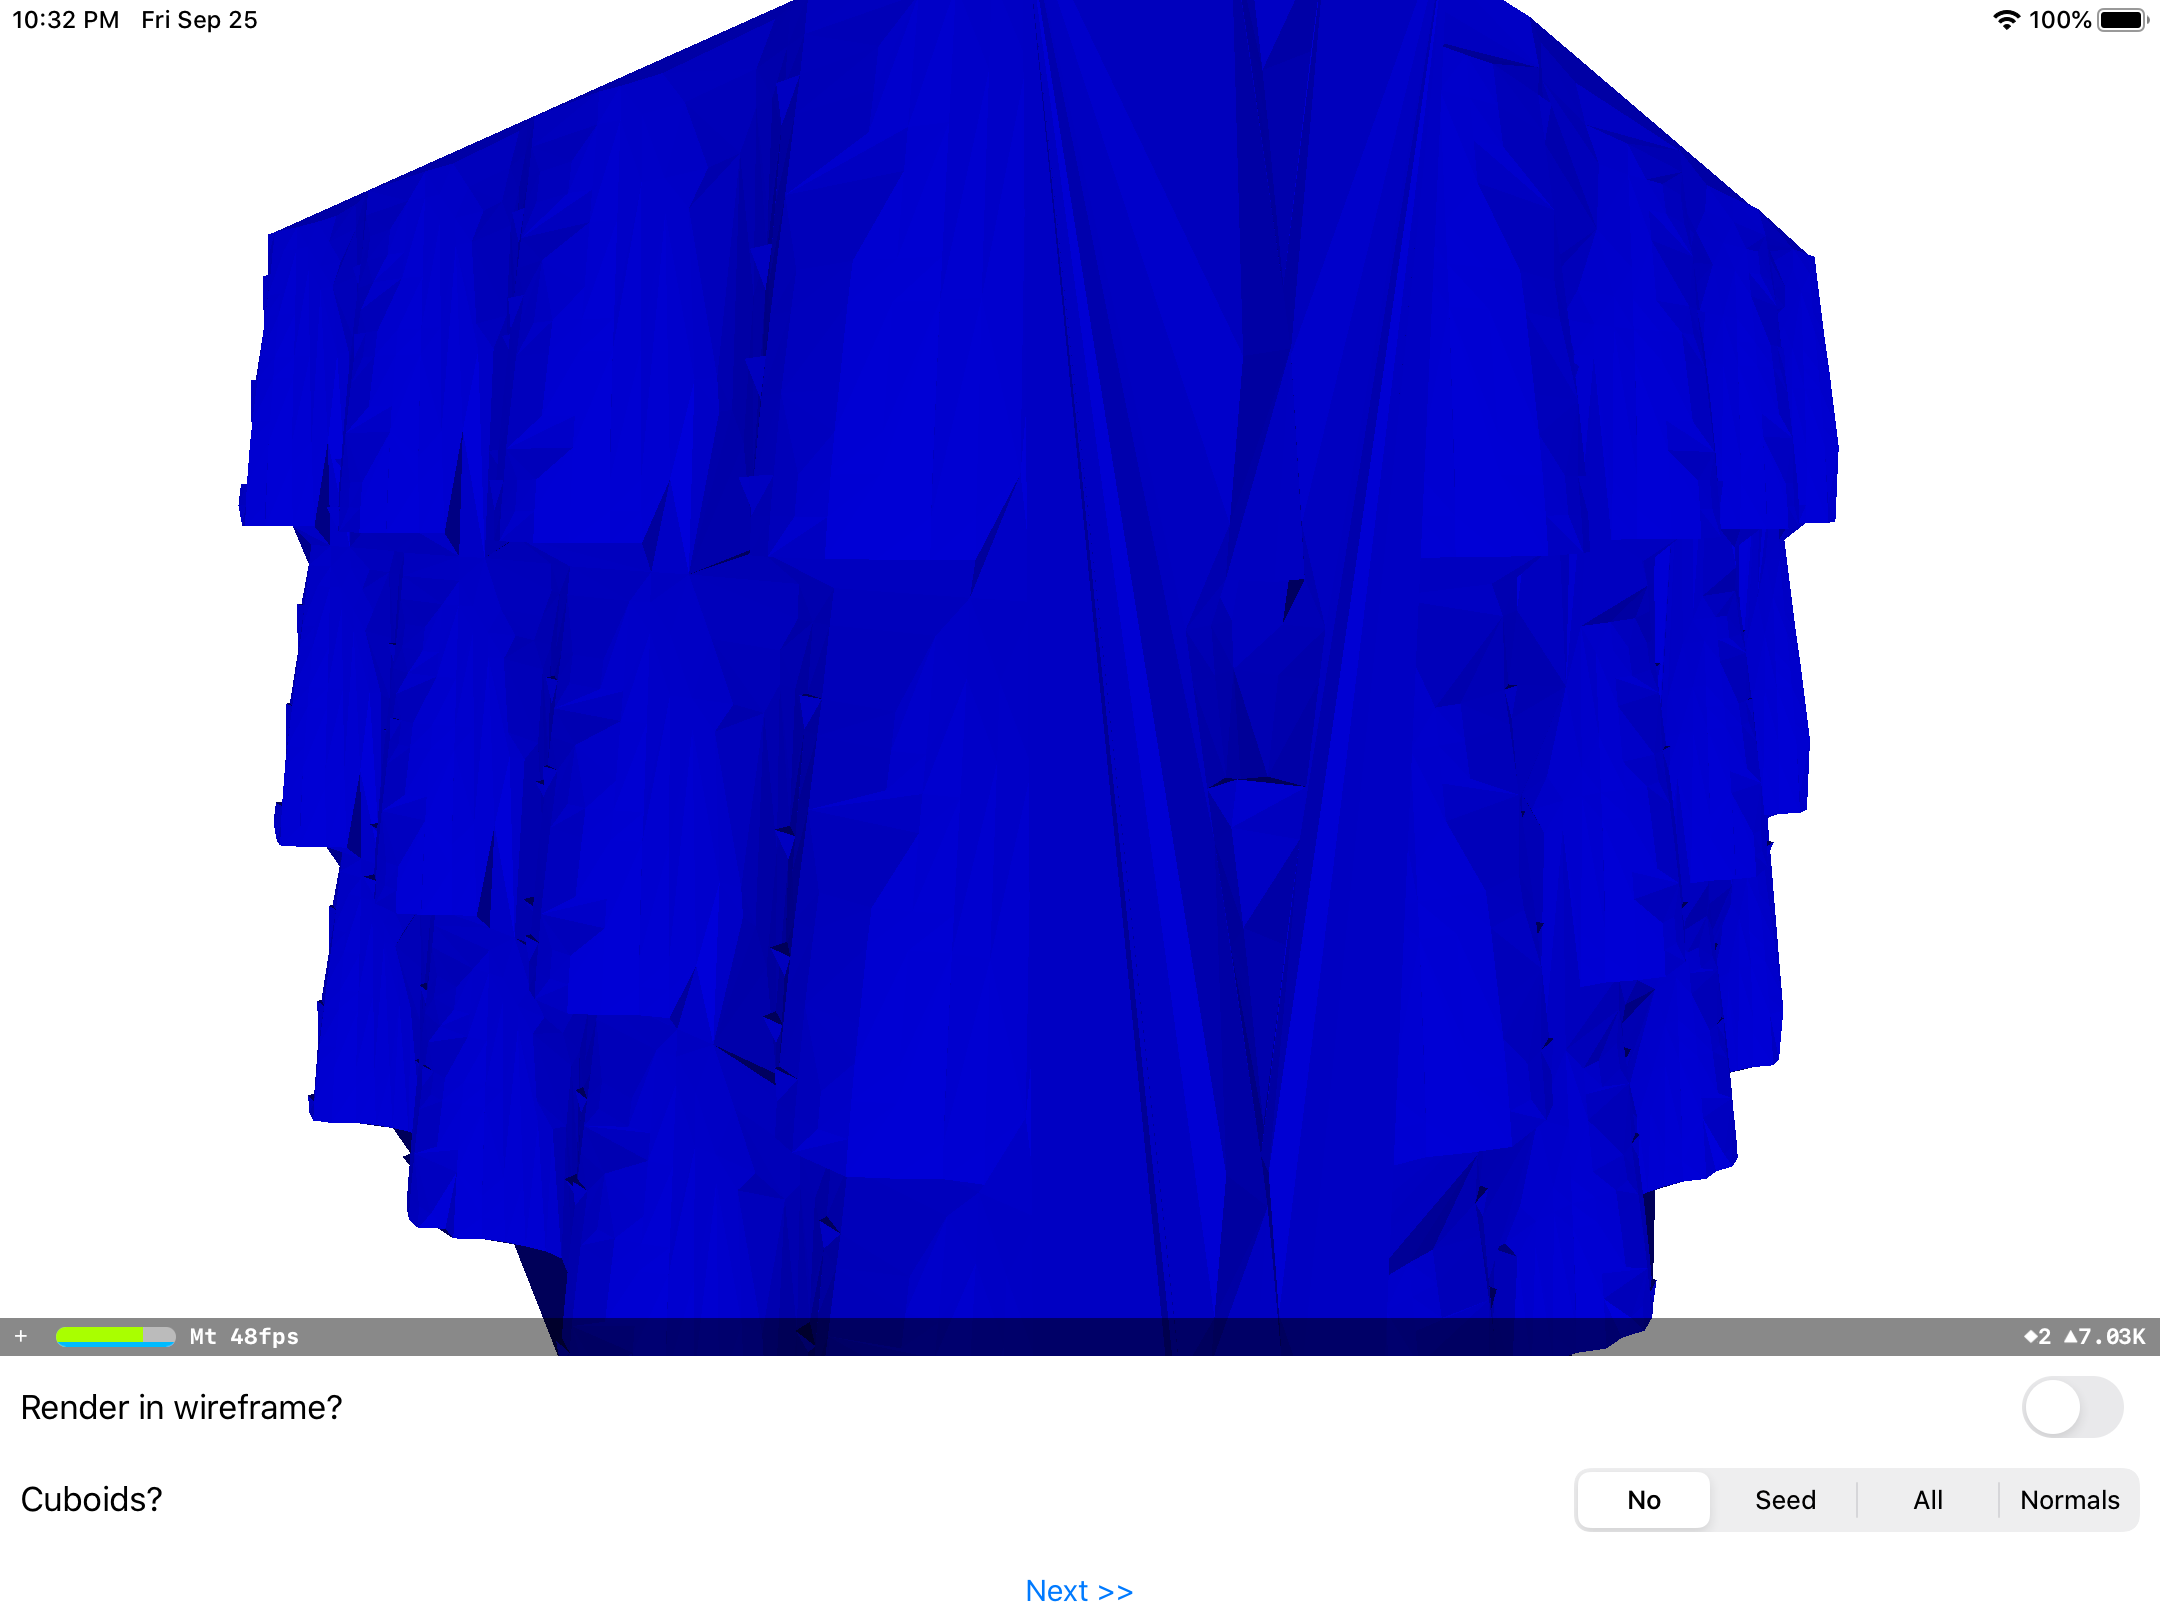 10:32 PM Fri Sep 25 100%
+ Mt 48fps ◆2 ▲7.03K
Render in wireframe?
Cuboids? No Seed All Normals
Next >>